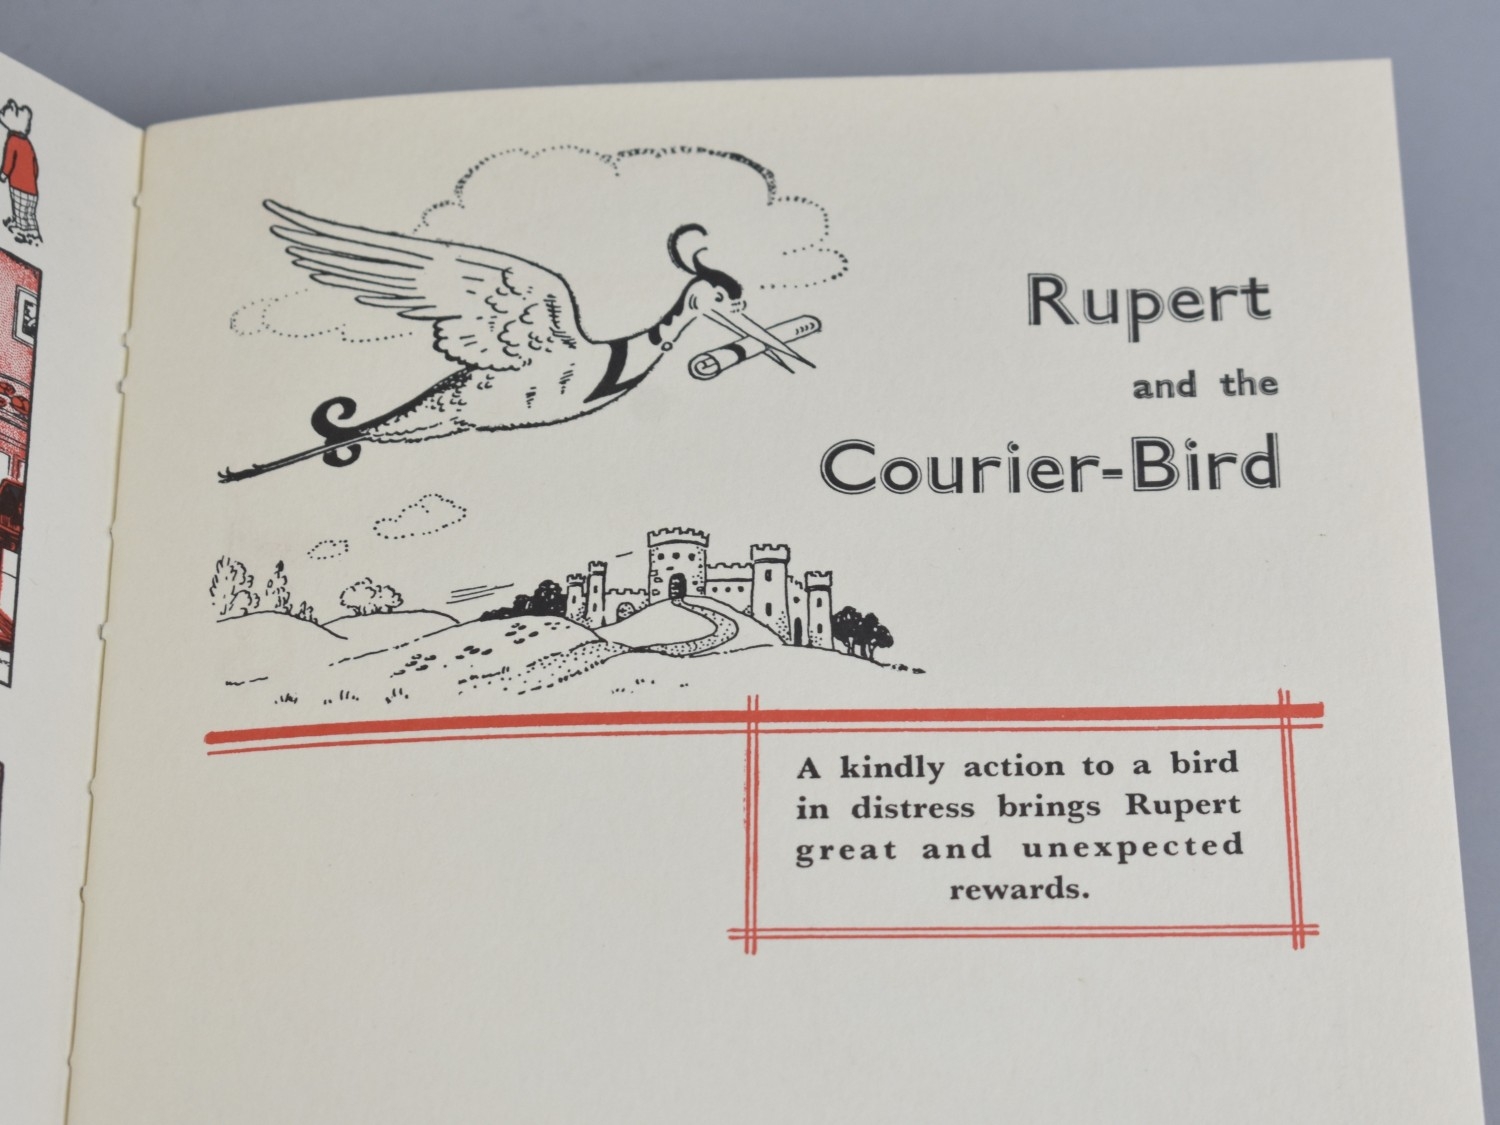 Rupert
and the
Courier-Bird
A kindly action to a bird
in distress brings Rupert
great and unexpected
rewards.